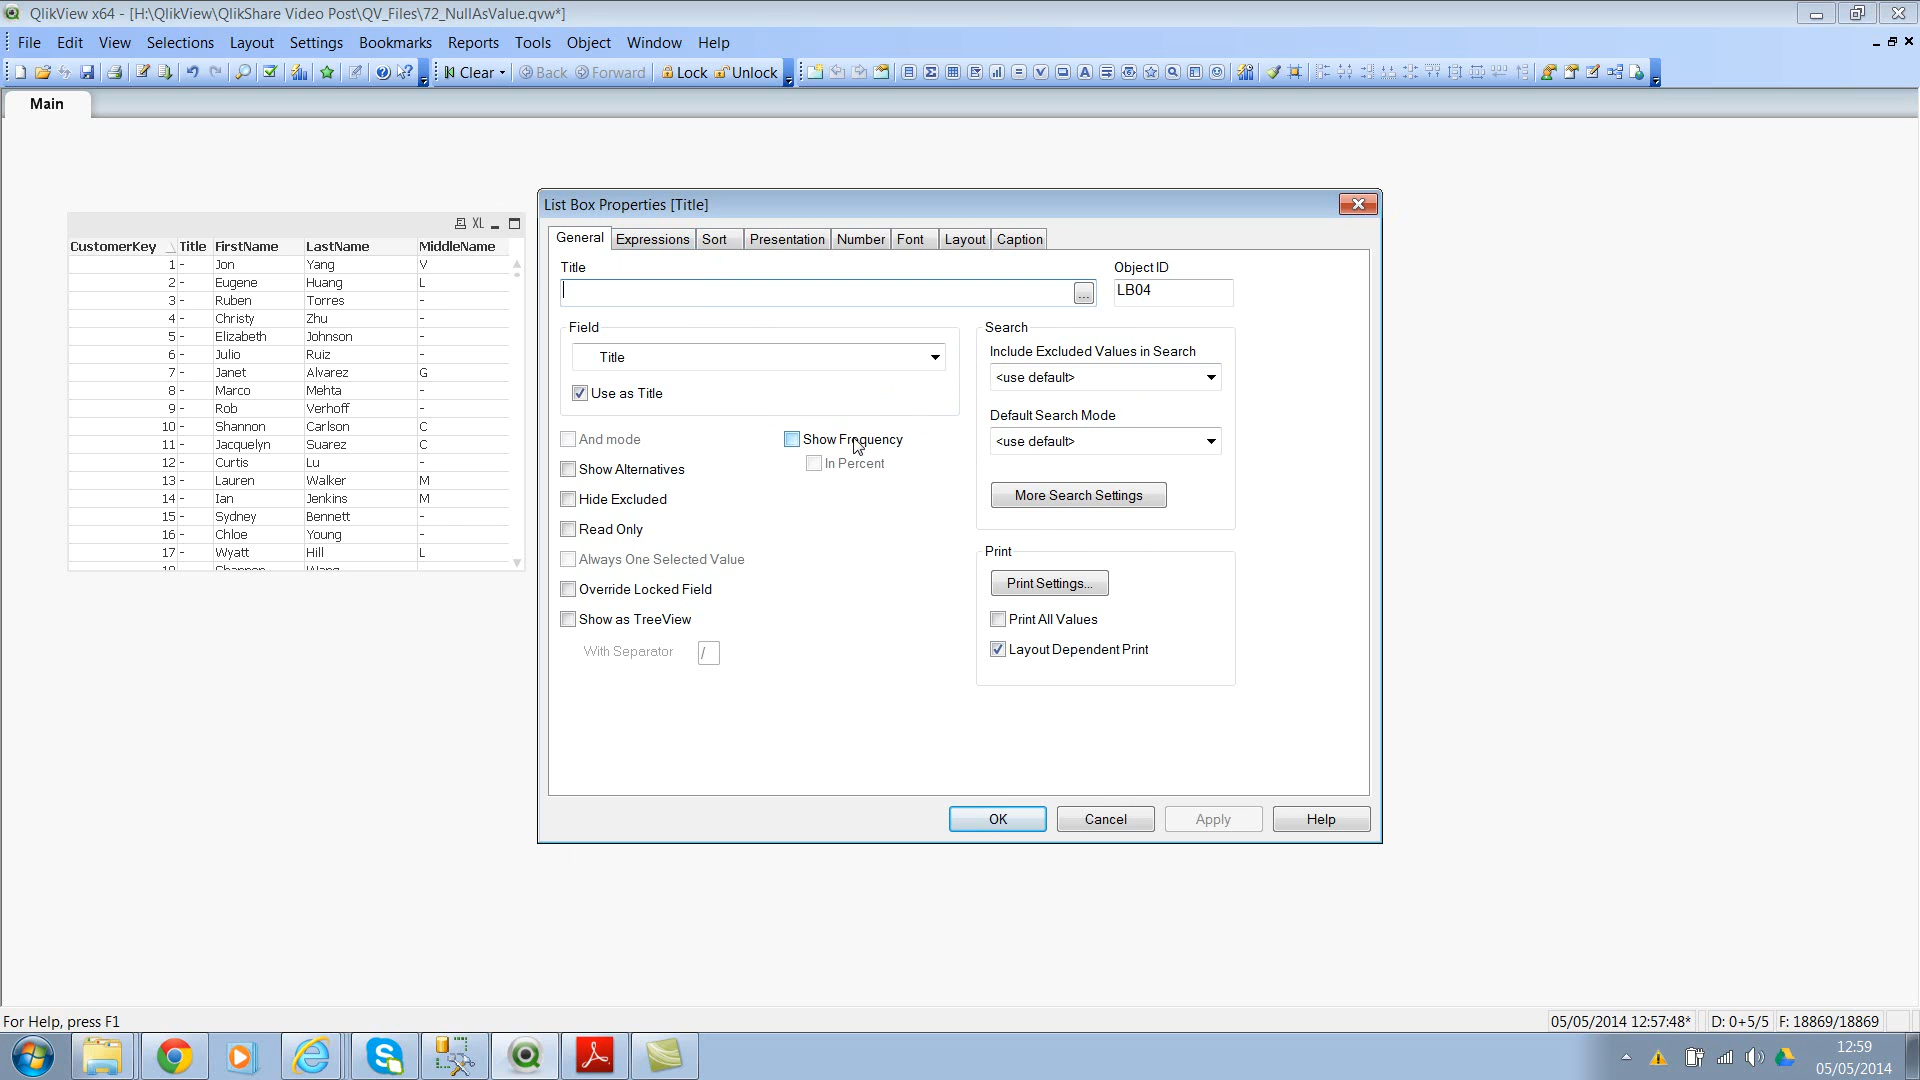 QlikView x64 - [H:\QlikView\QlikShare Video Post\QV_Files\72_NullAsValue.qvw*]
File Edit View Selections Layout Settings Bookmarks Reports Tools Object Window Help
Clear Back Forward Lock Unlock
Main
List Box Properties [Title]
XL
CustomerKey Title FirstName LastName MiddleName
1 - Jon Yang V
2 - Eugene Huang L
3 - Ruben Torres -
4 - Christy Zhu -
5 - Elizabeth Johnson -
6 - Julio Ruiz -
7 - Janet Alvarez G
8 - Marco Mehta -
9 - Rob Verhoff -
10 - Shannon Carlson C
11 - Jacquelyn Suarez C
12 - Curtis Lu -
13 - Lauren Walker M
14 - Ian Jenkins M
15 - Sydney Bennett -
16 - Chloe Young -
17 - Wyatt Hill L
General Expressions Sort Presentation Number Font Layout Caption
Title
...
Object ID
LB04
Field
Title
Use as Title
And mode
Show Alternatives
Hide Excluded
Read Only
Always One Selected Value
Override Locked Field
Show as TreeView
With Separator /
Show Frequency
In Percent
Search
Include Excluded Values in Search
<use default>
Default Search Mode
<use default>
More Search Settings
Print
Print Settings...
Print All Values
Layout Dependent Print
OK Cancel Apply Help
For Help, press F1
05/05/2014 12:57:48* D: 0+5/5 F: 18869/18869
12:59
05/05/2014